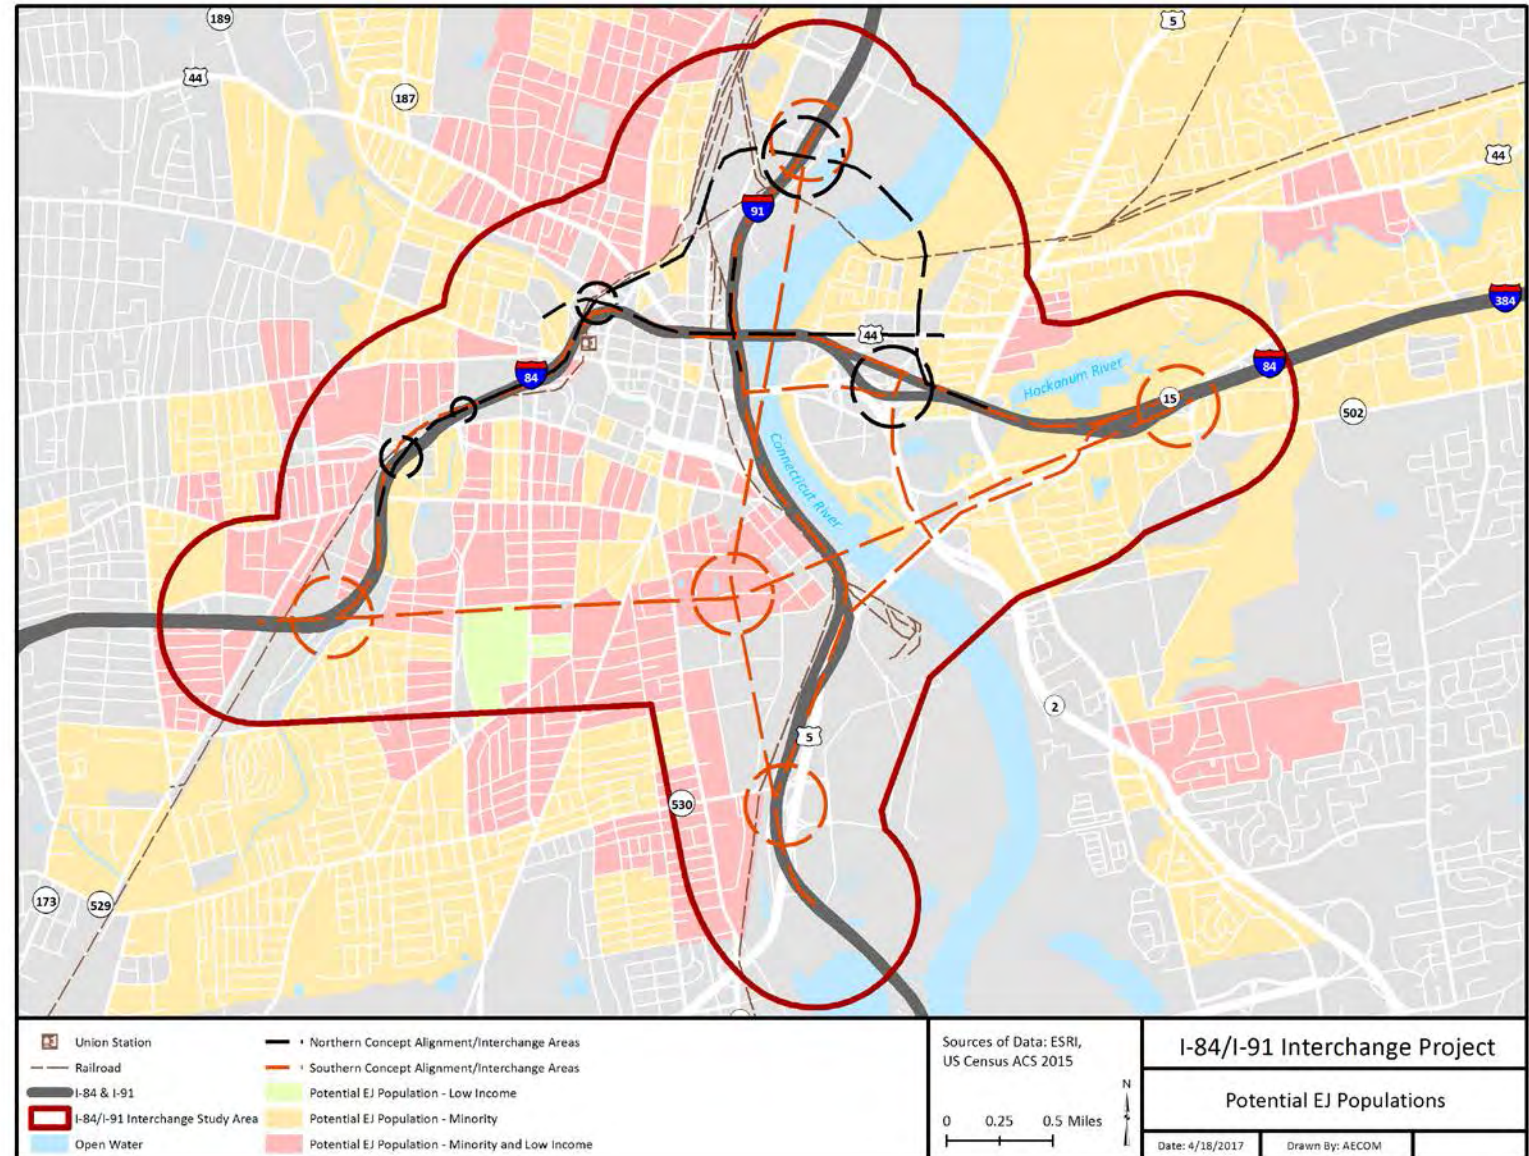 189
5
44
187
44
91
384
44
84
Hockanum River
84
15
502
Connecticut River
2
5
530
173
529
Union Station
Railroad
I-84 & I-91
I-84/I-91 Interchange Study Area
Open Water
Northern Concept Alignment/Interchange Areas
Southern Concept Alignment/Interchange Areas
Potential EJ Population - Low Income
Potential EJ Population - Minority
Potential EJ Population - Minority and Low Income
Sources of Data: ESRI,
US Census ACS 2015
N
0 0.25 0.5 Miles
I-84/I-91 Interchange Project
Potential EJ Populations
Date: 4/18/2017 Drawn By: AECOM